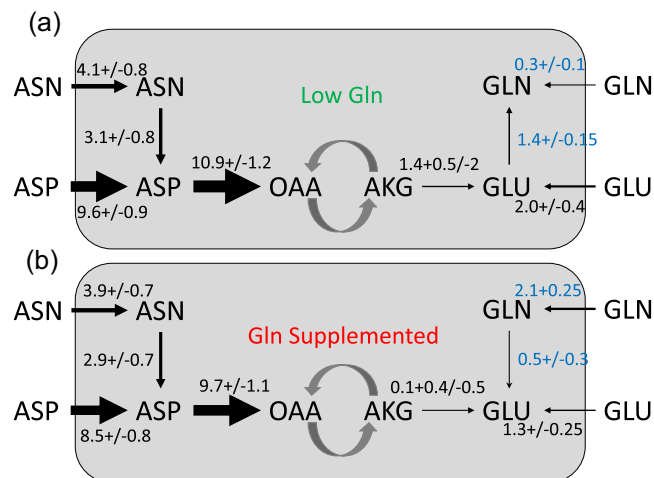 (a)
4.1+/-0.8 0.3+/-0.1
ASN ASN GLN GLN
Low Gln
3.1+/-0.8 1.4+/-0.15
10.9+/-1.2 1.4+0.5/-2
ASP ASP OAA AKG GLU GLU
9.6+/-0.9 2.0+/-0.4
(b)
3.9+/-0.7 2.1+0.25
ASN ASN GLN GLN
Gln Supplemented
2.9+/-0.7 0.5+/-0.3
9.7+/-1.1 0.1+0.4/-0.5
ASP ASP OAA AKG GLU GLU
8.5+/-0.8 1.3+/-0.25